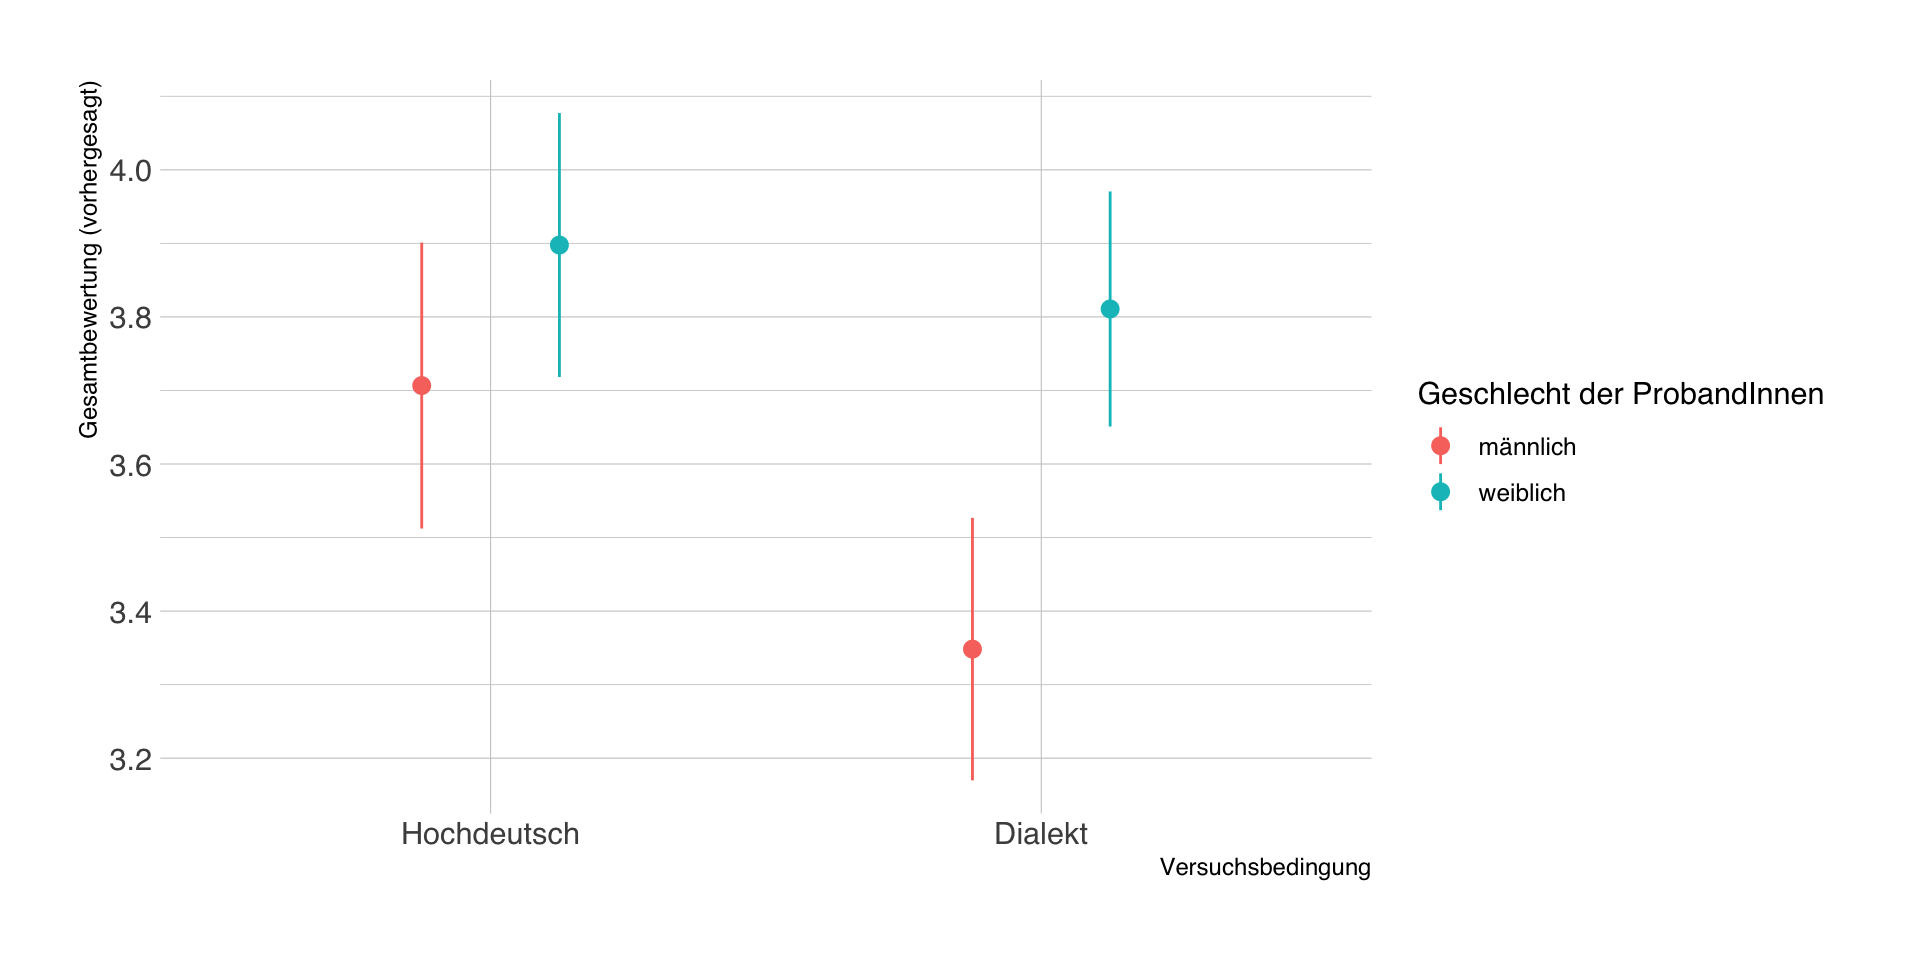 Gesamtbewertung (vorhergesagt)
4.0
3.8
3.6
3.4
3.2
Hochdeutsch
Dialekt
Versuchsbedingung
Geschlecht der ProbandInnen
männlich
weiblich